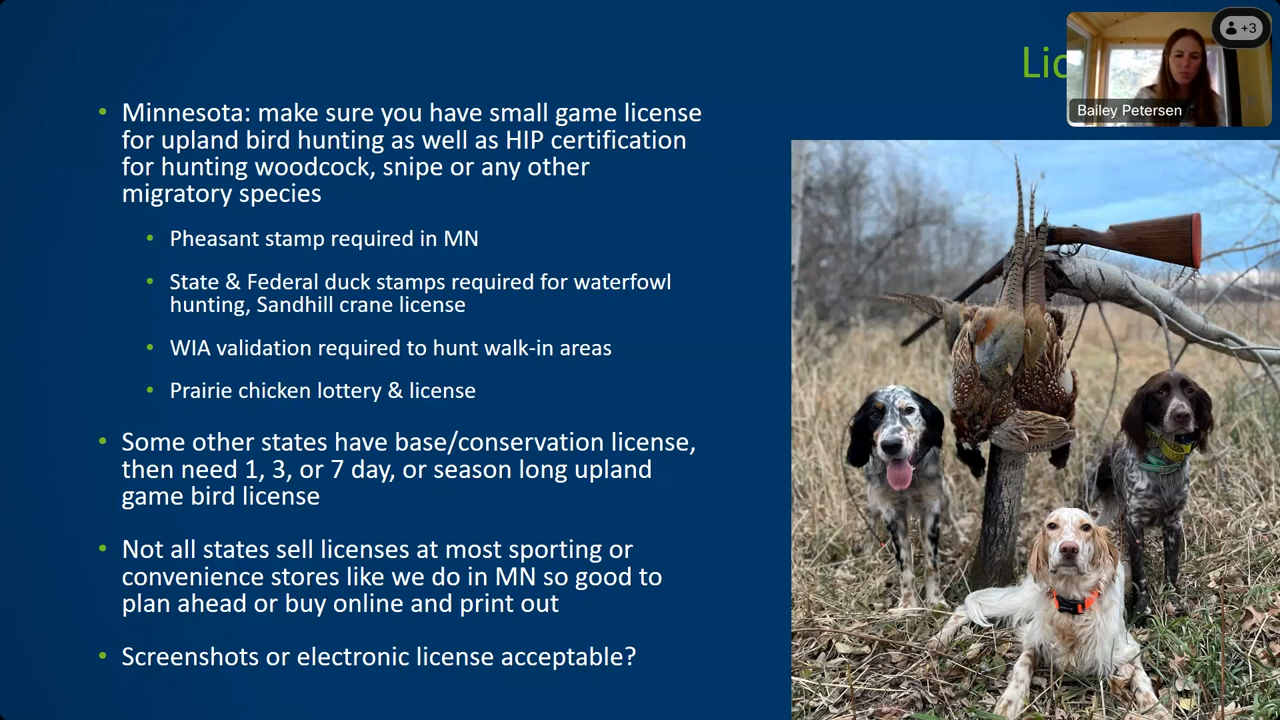 Lic
+3
Bailey Petersen
• Minnesota: make sure you have small game license
for upland bird hunting as well as HIP certification
for hunting woodcock, snipe or any other
migratory species
• Pheasant stamp required in MN
• State & Federal duck stamps required for waterfowl
hunting, Sandhill crane license
• WIA validation required to hunt walk-in areas
• Prairie chicken lottery & license
• Some other states have base/conservation license,
then need 1, 3, or 7 day, or season long upland
game bird license
• Not all states sell licenses at most sporting or
convenience stores like we do in MN so good to
plan ahead or buy online and print out
• Screenshots or electronic license acceptable?